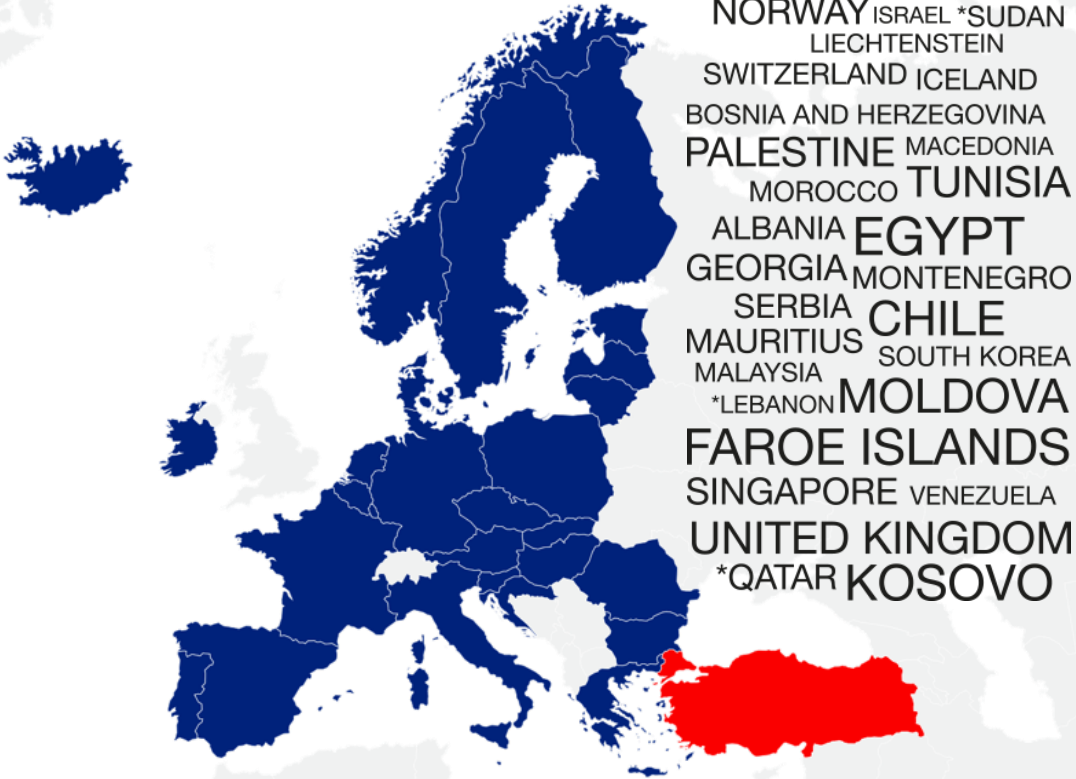 NORWAY ISRAEL *SUDAN
LIECHTENSTEIN
SWITZERLAND ICELAND
BOSNIA AND HERZEGOVINA
PALESTINE MACEDONIA
MOROCCO TUNISIA
ALBANIA EGYPT
GEORGIA MONTENEGRO
SERBIA CHILE
MAURITIUS SOUTH KOREA
MALAYSIA
*LEBANON MOLDOVA
FAROE ISLANDS
SINGAPORE VENEZUELA
UNITED KINGDOM
*QATAR KOSOVO